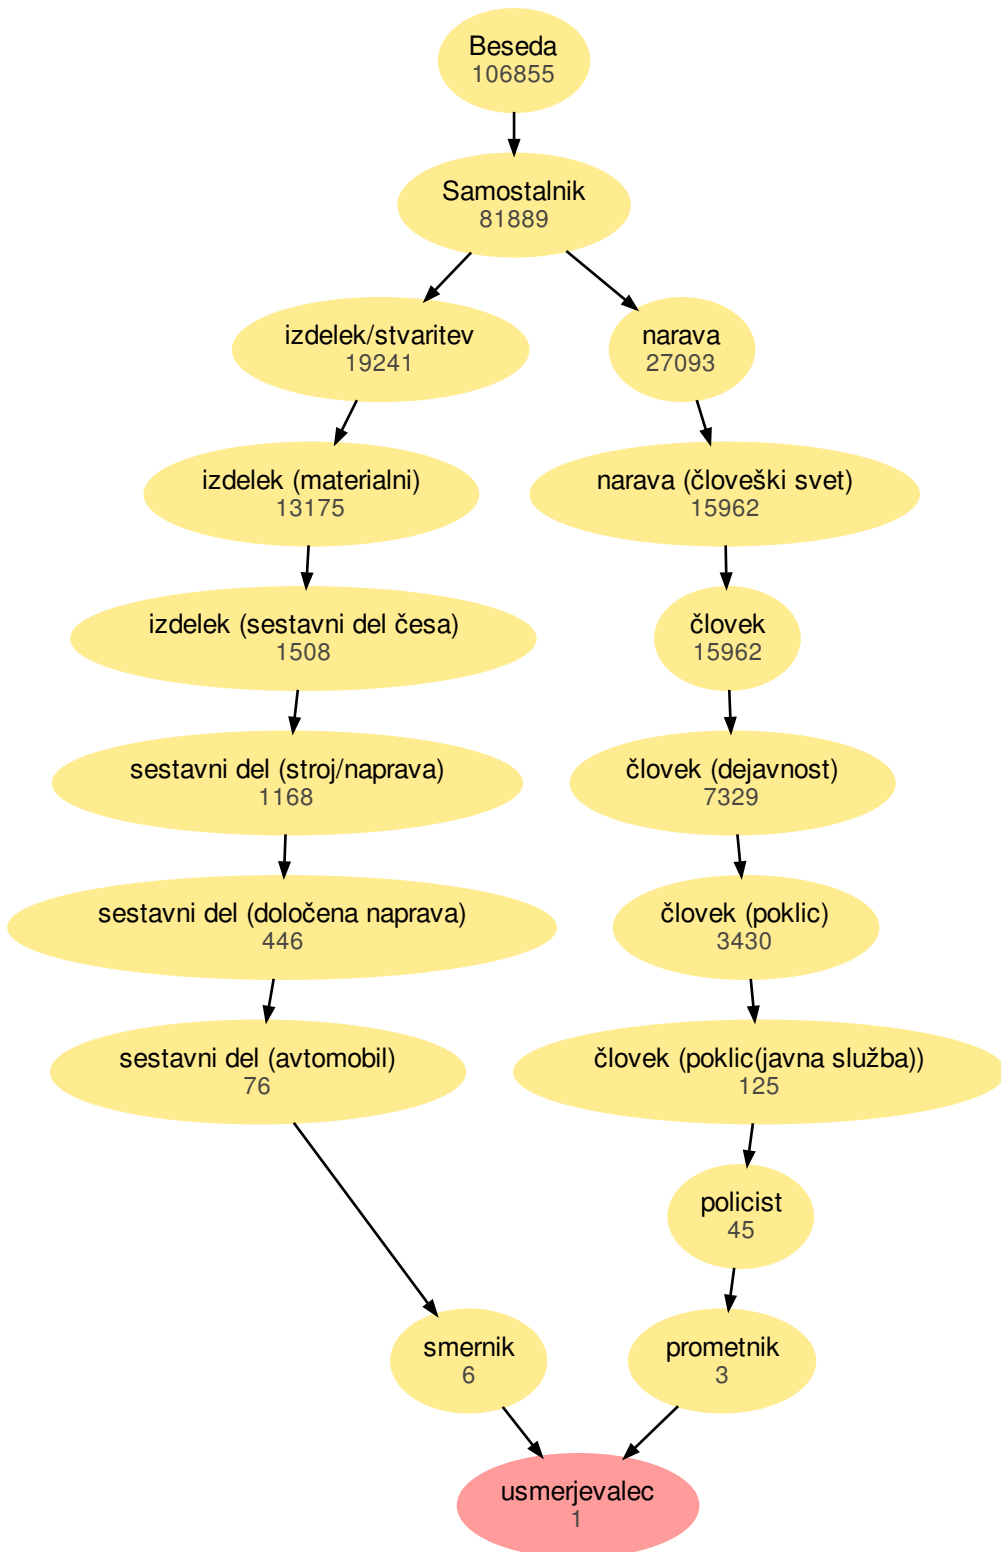 Beseda
106855
Samostalnik
81889
izdelek/stvaritev
19241
narava
27093
izdelek (materialni)
13175
narava (človeški svet)
15962
izdelek (sestavni del česa)
1508
človek
15962
sestavni del (stroj/naprava)
1168
človek (dejavnost)
7329
sestavni del (določena naprava)
446
človek (poklic)
3430
sestavni del (avtomobil)
76
človek (poklic(javna služba))
125
policist
45
smernik
6
prometnik
3
usmerjevalec
1